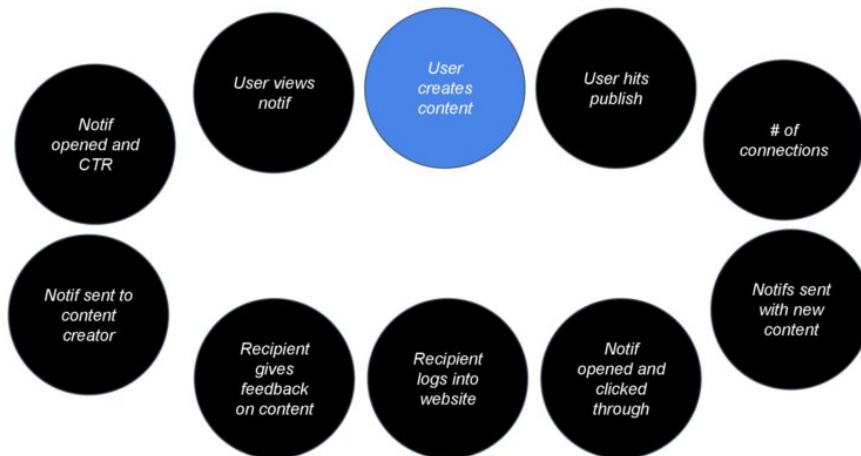 User
creates
content
User hits
publish
# of
connections
Notifs sent
with new
content
Notif
opened and
clicked
through
Recipient
logs into
website
Recipient
gives
feedback
on content
Notif sent to
content
creator
Notif
opened and
CTR
User views
notif